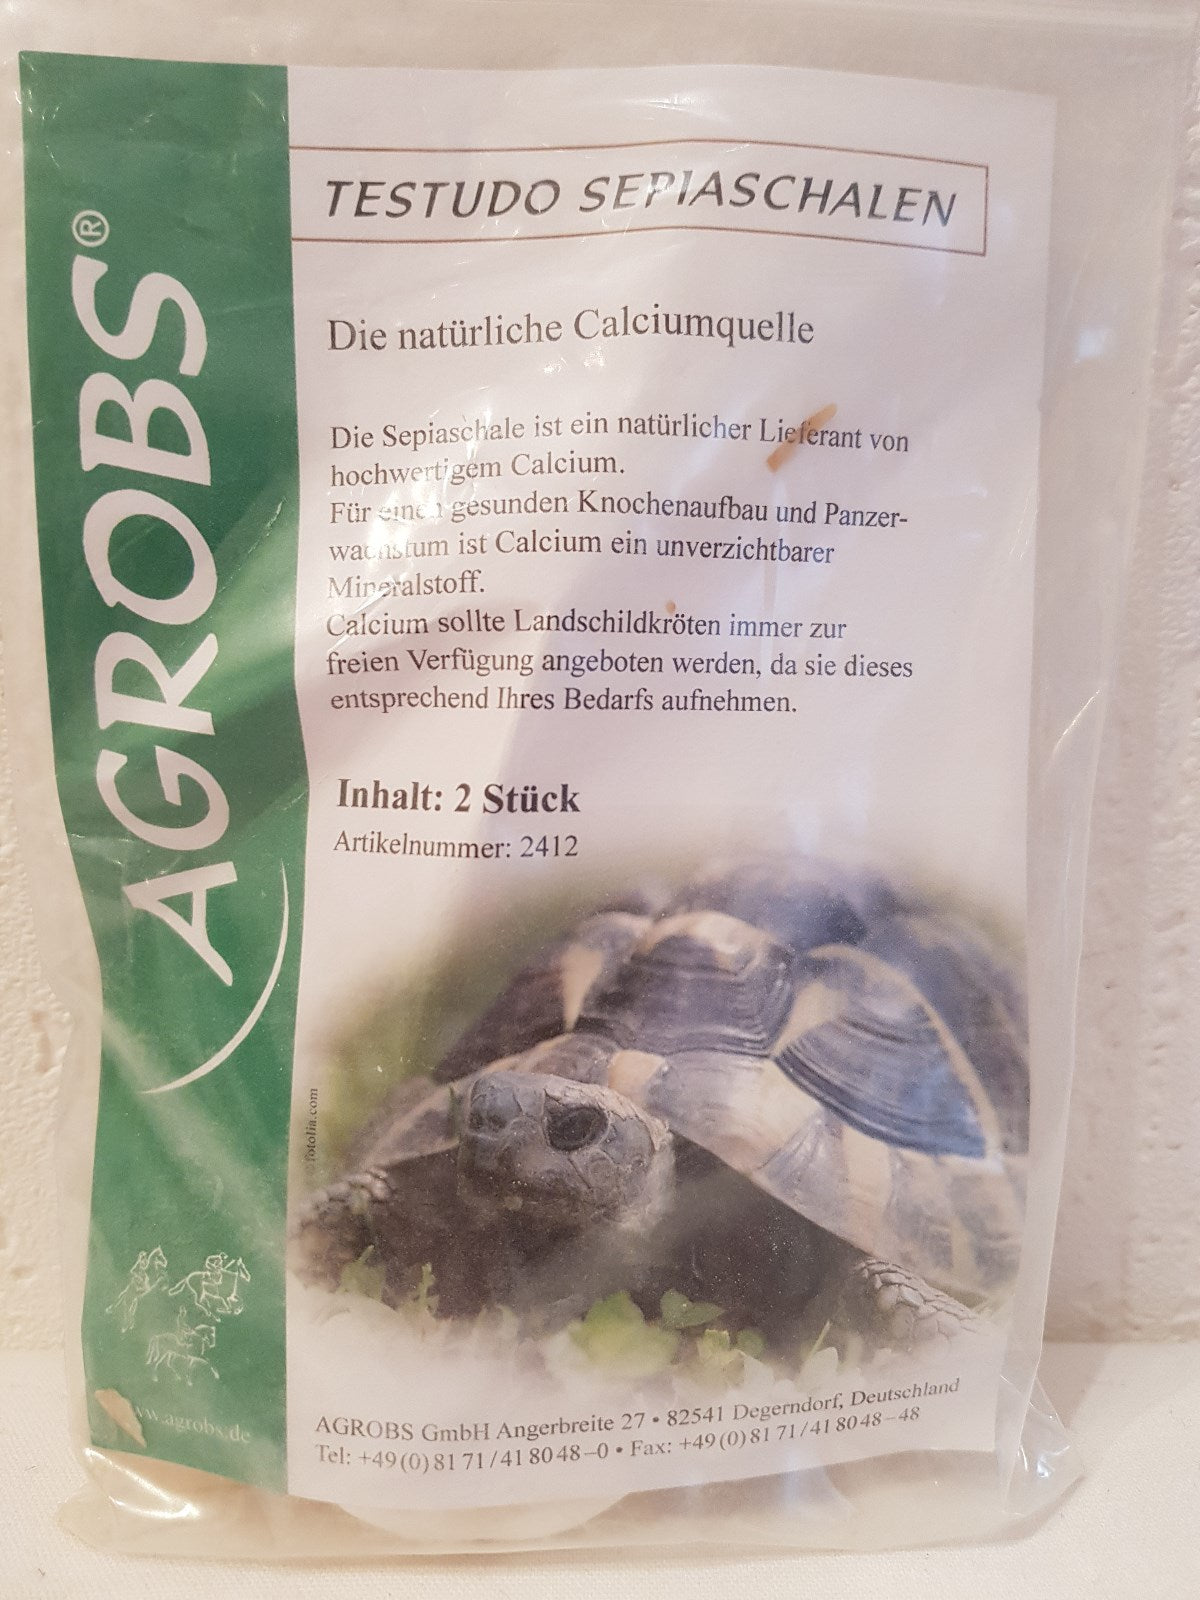 AGROBS®
TESTUDO SEPIASCHALEN
Die natürliche Calciumquelle
Die Sepiaschale ist ein natürlicher Lieferant von
hochwertigem Calcium.
Für einen gesunden Knochenaufbau und Panzer-
wachstum ist Calcium ein unverzichtbarer
Mineralstoff.
Calcium sollte Landschildkröten immer zur
freien Verfügung angeboten werden, da sie dieses
entsprechend Ihres Bedarfs aufnehmen.
Inhalt: 2 Stück
Artikelnummer: 2412
fotolia.com
www.agrobs.de
AGROBS GmbH Angerbreite 27 • 82541 Degerndorf, Deutschland
Tel: +49(0)81 71/41 80 48-0 • Fax: +49(0)81 71/41 80 48-48